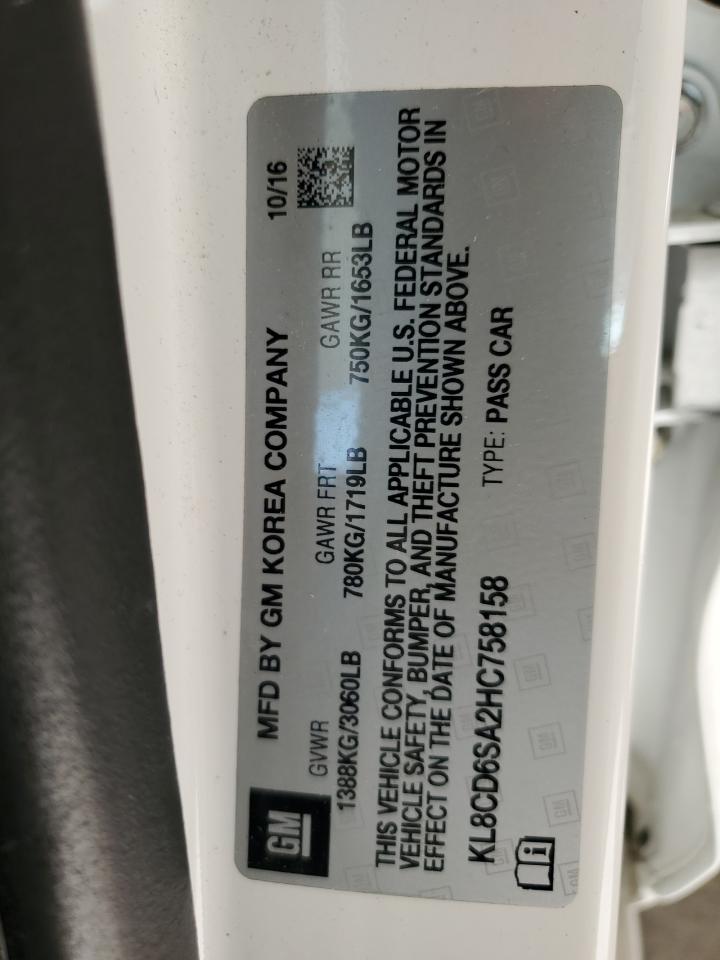 MFD BY GM KOREA COMPANY 10/16
GM
GVWR GAWR FRT GAWR RR
1388KG/3060LB 780KG/1719LB 750KG/1653LB
THIS VEHICLE CONFORMS TO ALL APPLICABLE U.S. FEDERAL MOTOR
VEHICLE SAFETY, BUMPER, AND THEFT PREVENTION STANDARDS IN
EFFECT ON THE DATE OF MANUFACTURE SHOWN ABOVE.
KL8CD6SA2HC758158 TYPE: PASS CAR